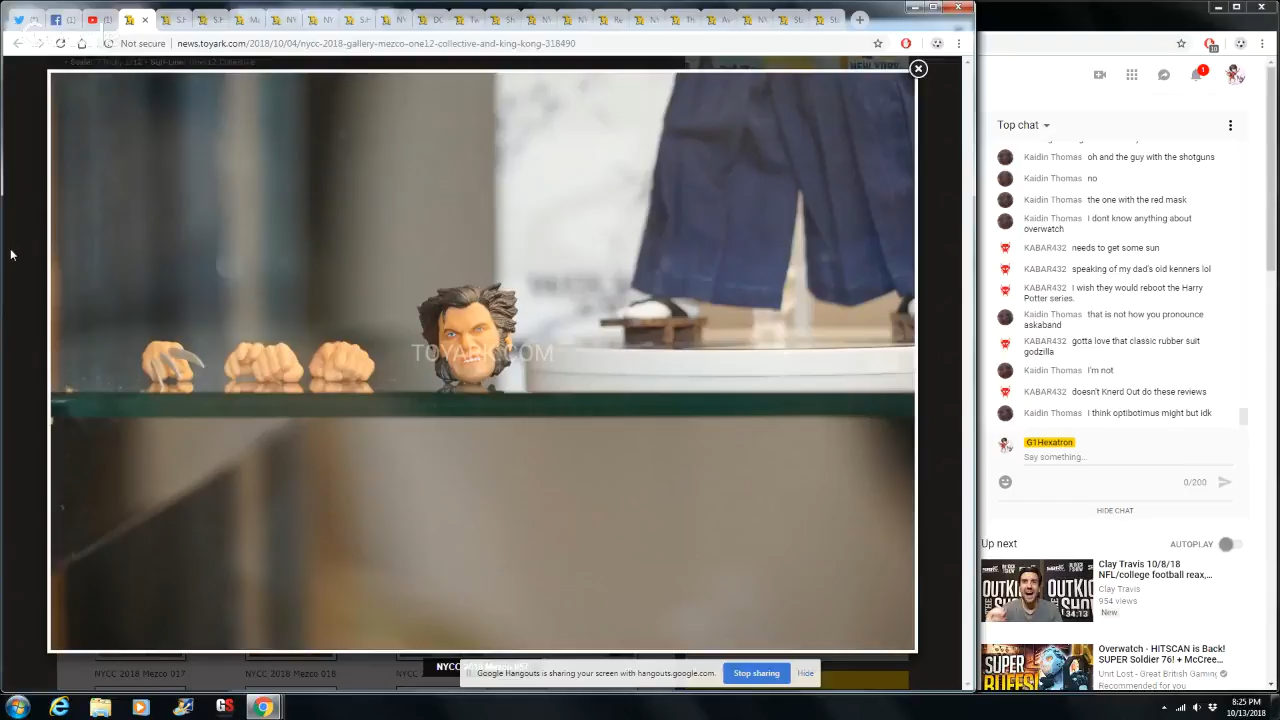 (1)
(1)
Not secure
news.toyark.com/2018/10/04/nycc-2018-gallery-mezco-one12-collective-and-king-kong-318490
TOYARK.COM
NYCC 2018 Mezco 017
NYCC 2018 Mezco 018
Google Hangouts is sharing your screen with hangouts.google.com.
Stop sharing
Hide
10
1
Top chat
Kaidin Thomas oh and the guy with the shotguns
Kaidin Thomas no
Kaidin Thomas the one with the red mask
Kaidin Thomas I dont know anything about
overwatch
KABAR432 needs to get some sun
KABAR432 speaking of my dad's old kenners lol
KABAR432 I wish they would reboot the Harry
Potter series.
Kaidin Thomas that is not how you pronounce
askaband
KABAR432 gotta love that classic rubber suit
godzilla
Kaidin Thomas I'm not
KABAR432 doesn't Knerd Out do these reviews
Kaidin Thomas I think optibotimus might but idk
G1Hexatron
Say something...
0/200
HIDE CHAT
Up next
AUTOPLAY
Clay Travis 10/8/18
NFL/college football reax,...
Clay Travis
954 views
New
34:13
Overwatch - HITSCAN is Back!
SUPER Soldier 76! + McCree...
Unit Lost - Great British Gaming
Recommended for you
SUPER
BUFFS!
GS
8:25 PM
10/13/2018